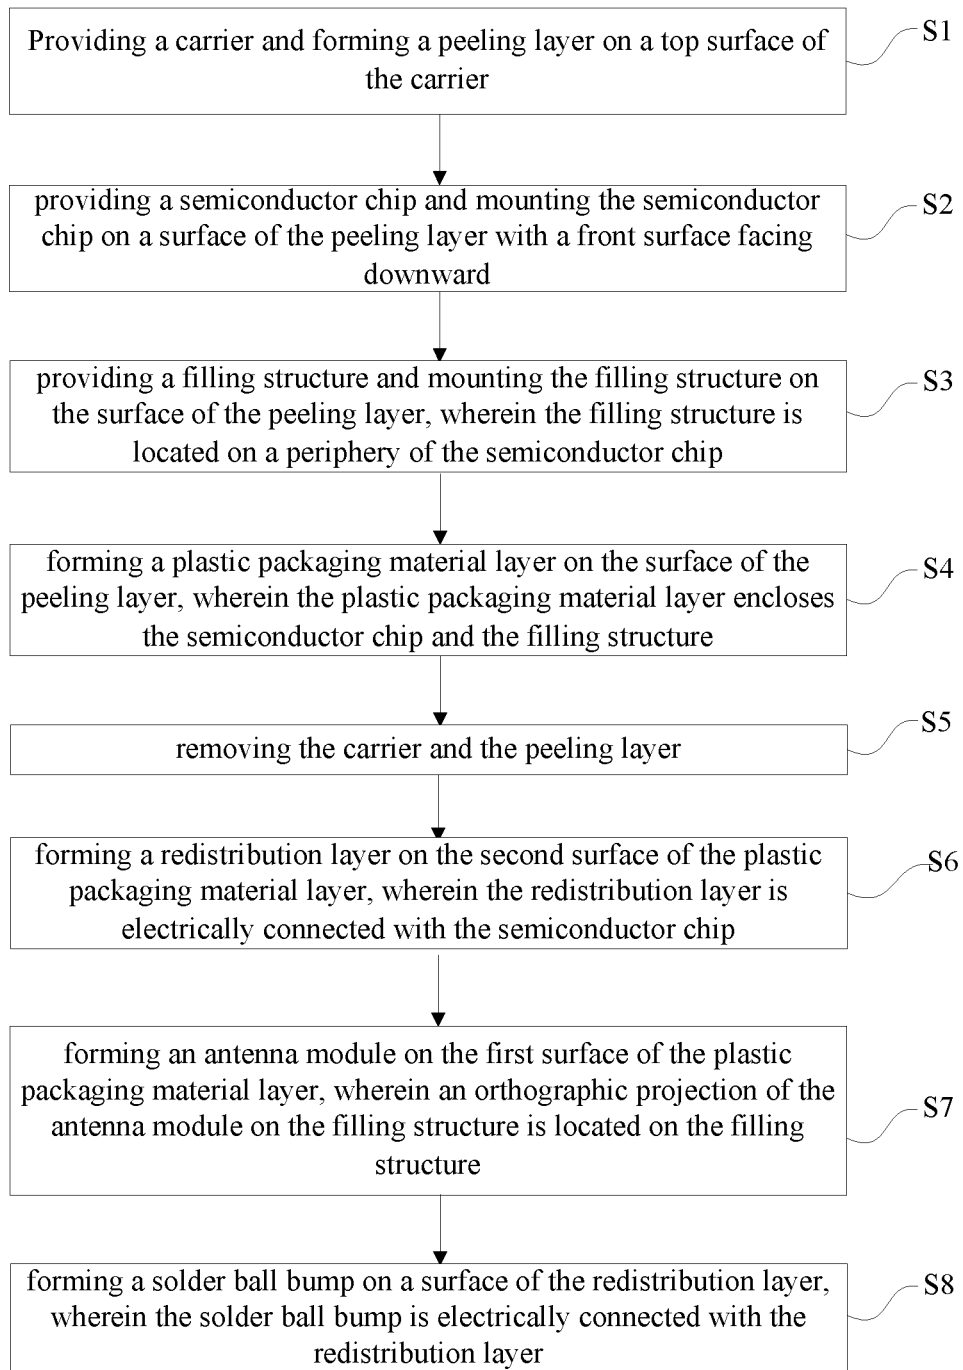 Providing a carrier and forming a peeling layer on a top surface of
the carrier
S1
providing a semiconductor chip and mounting the semiconductor
chip on a surface of the peeling layer with a front surface facing
downward
S2
providing a filling structure and mounting the filling structure on
the surface of the peeling layer, wherein the filling structure is
located on a periphery of the semiconductor chip
S3
forming a plastic packaging material layer on the surface of the
peeling layer, wherein the plastic packaging material layer encloses
the semiconductor chip and the filling structure
S4
removing the carrier and the peeling layer
S5
forming a redistribution layer on the second surface of the plastic
packaging material layer, wherein the redistribution layer is
electrically connected with the semiconductor chip
S6
forming an antenna module on the first surface of the plastic
packaging material layer, wherein an orthographic projection of the
antenna module on the filling structure is located on the filling
structure
S7
forming a solder ball bump on a surface of the redistribution layer,
wherein the solder ball bump is electrically connected with the
redistribution layer
S8